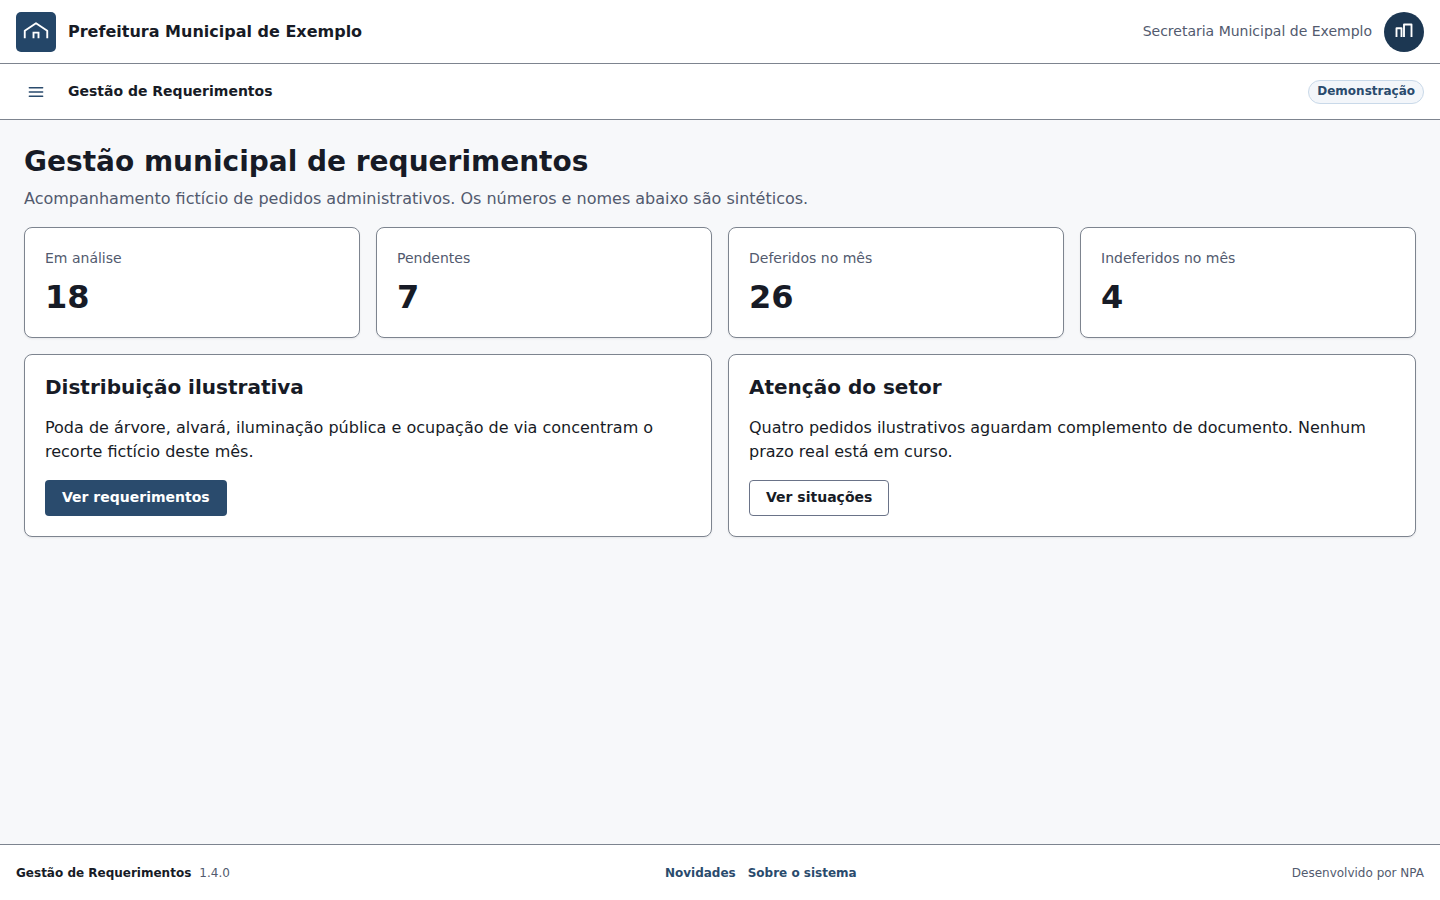 Prefeitura Municipal de Exemplo
Secretaria Municipal de Exemplo
Gestão de Requerimentos
Demonstração
Gestão municipal de requerimentos
Acompanhamento fictício de pedidos administrativos. Os números e nomes abaixo são sintéticos.
Em análise
18
Pendentes
7
Deferidos no mês
26
Indeferidos no mês
4
Distribuição ilustrativa
Poda de árvore, alvará, iluminação pública e ocupação de via concentram o
recorte fictício deste mês.
Ver requerimentos
Atenção do setor
Quatro pedidos ilustrativos aguardam complemento de documento. Nenhum
prazo real está em curso.
Ver situações
Gestão de Requerimentos 1.4.0
Novidades Sobre o sistema
Desenvolvido por NPA